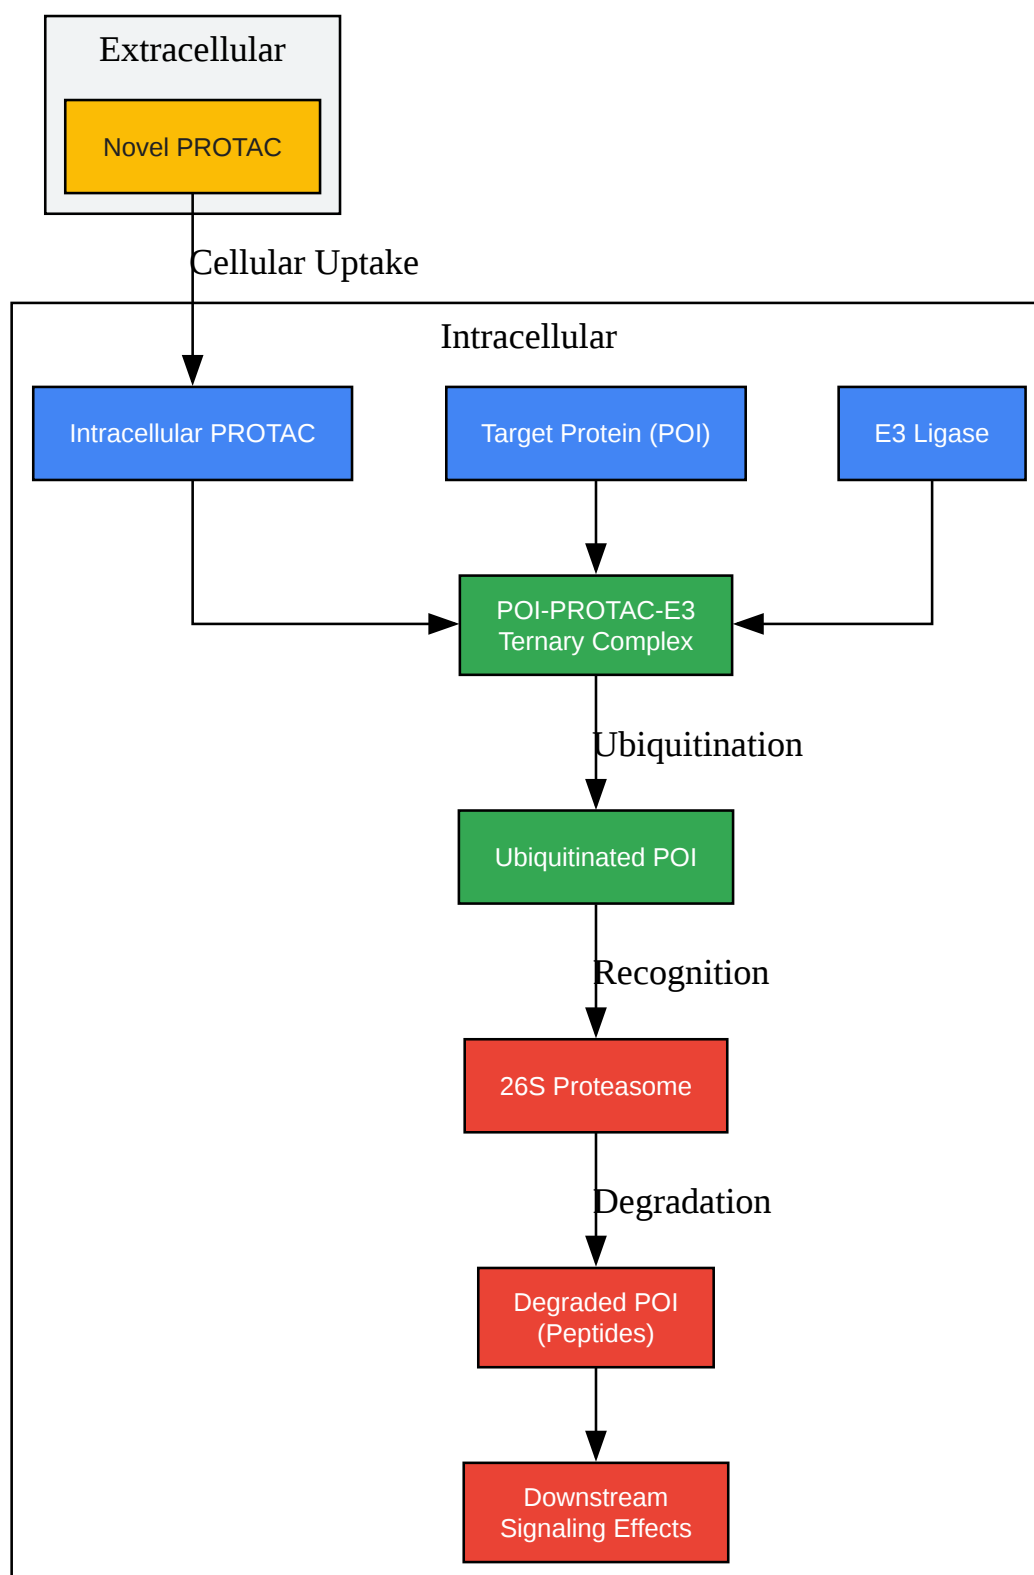 Extracellular
Novel PROTAC
Cellular Uptake
Intracellular
Intracellular PROTAC
Target Protein (POI)
E3 Ligase
POI-PROTAC-E3
Ternary Complex
Ubiquitination
Ubiquitinated POI
Recognition
26S Proteasome
Degradation
Degraded POI
(Peptides)
Downstream
Signaling Effects